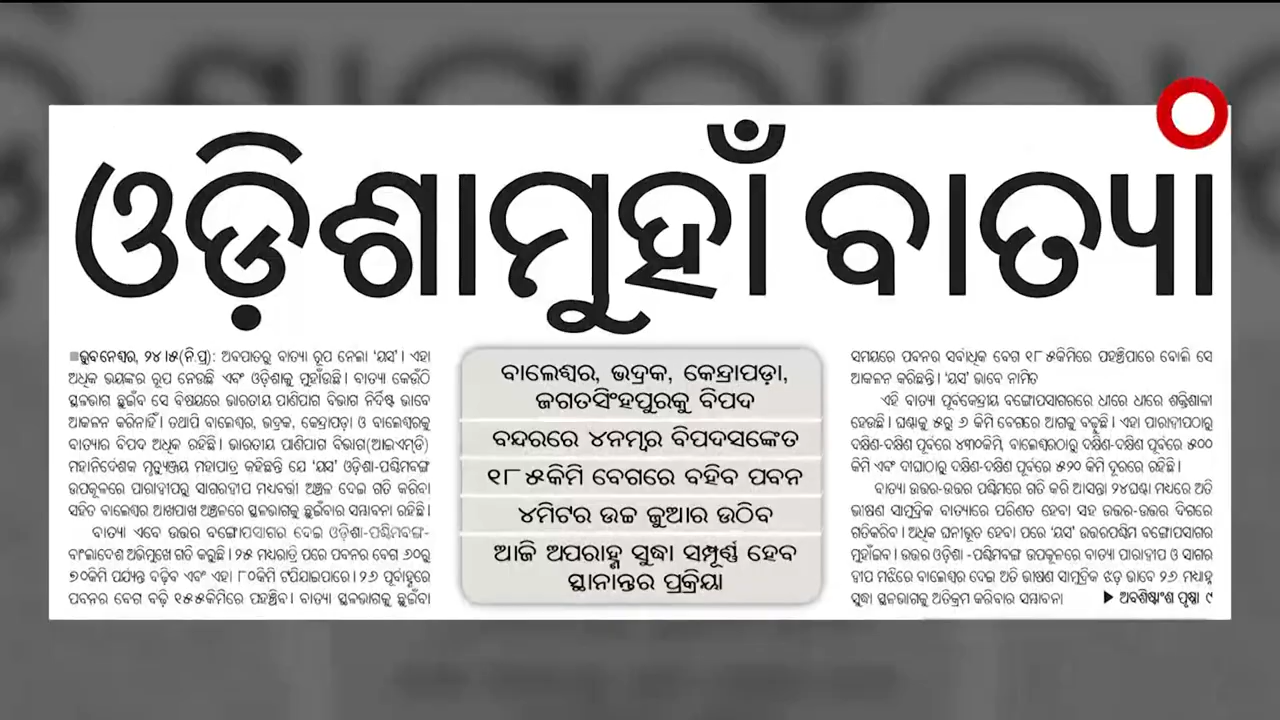 ଓଡ଼ିଶାମୁହାଁ ବାତ୍ୟା
■ଭୁବନେଶ୍ୱର, ୨୪।୫(ନି.ପ୍ର): ଅବପାତରୁ ବାତ୍ୟା ରୂପ ନେଲା ‘ୟସ’। ଏହା
ଅଧିକ ଭୟଙ୍କର ରୂପ ନେଉଛି ଏବଂ ଓଡ଼ିଶାକୁ ମୁହାଁଉଛି। ବାତ୍ୟା କେଉଁଠି
ସ୍ଥଳଭାଗ ଛୁଇଁବ ସେ ବିଷୟରେ ଭାରତୀୟ ପାଣିପାଗ ବିଭାଗ ନିର୍ଦିଷ୍ଟ ଭାବେ
ଆକଳନ କରିନାହିଁ। ତଥାପି ବାଲେଶ୍ୱର, ଭଦ୍ରକ, କେନ୍ଦ୍ରାପଡ଼ା ଓ ବାଲେଶ୍ୱରକୁ
ବାତ୍ୟାର ବିପଦ ଅଧିକ ରହିଛି। ଭାରତୀୟ ପାଣିପାଗ ବିଭାଗ(ଆଇଏମ୍‌ଡି)
ମହାନିର୍ଦେଶକ ମୃତ୍ୟୁଞ୍ଜୟ ମହାପାତ୍ର କହିଛନ୍ତି ଯେ ‘ୟସ’ ଓଡ଼ିଶା-ପଶ୍ଚିମବଙ୍ଗ
ଉପକୂଳରେ ପାରାଦୀପରୁ ସାଗରଦ୍ୱୀପ ମଧ୍ୟବର୍ତ୍ତୀ ଅଞ୍ଚଳ ଦେଇ ଗତି କରିବା
ସହିତ ବାଲେଶ୍ୱର ଆଖପାଖ ଅଞ୍ଚଳରେ ସ୍ଥଳଭାଗକୁ ଛୁଇଁବାର ସମ୍ଭାବନା ରହିଛି।
ବାତ୍ୟା ଏବେ ଉତ୍ତର ବଙ୍ଗୋପସାଗର ଦେଇ ଓଡ଼ିଶା-ପଶ୍ଚିମବଙ୍ଗ-
ବାଂଲାଦେଶ ଅଭିମୁଖେ ଗତି କରୁଛି। ୨୫ ମଧ୍ୟରାତ୍ରି ପରେ ପବନର ବେଗ ୬୦ରୁ
୭୦କିମି ପର୍ଯ୍ୟନ୍ତ ବଢ଼ିବ ଏବଂ ଏହା ୮୦କିମି ଟପିଯାଇପାରେ। ୨୬ ପୂର୍ବାହ୍ନରେ
ପବନର ବେଗ ବଢ଼ି ୧୫୫କିମିରେ ପହଞ୍ଚିବ। ବାତ୍ୟା ସ୍ଥଳଭାଗକୁ ଛୁଇଁବା
ବାଲେଶ୍ୱର, ଭଦ୍ରକ, କେନ୍ଦ୍ରାପଡ଼ା,
ଜଗତସିଂହପୁରକୁ ବିପଦ
ବନ୍ଦରରେ ୪ନମ୍ବର ବିପଦସଙ୍କେତ
୧୮୫କିମି ବେଗରେ ବହିବ ପବନ
୪ମିଟର ଉଚ୍ଚ ଜୁଆର ଉଠିବ
ଆଜି ଅପରାହ୍ନ ସୁଦ୍ଧା ସମ୍ପୂର୍ଣ୍ଣ ହେବ
ସ୍ଥାନାନ୍ତର ପ୍ରକ୍ରିୟା
ସମୟରେ ପବନର ସର୍ବାଧିକ ବେଗ ୧୮୫କିମିରେ ପହଞ୍ଚିପାରେ ବୋଲି ସେ
ଆକଳନ କରିଛନ୍ତି। ‘ୟସ’ ଭାବେ ନାମିତ
ଏହି ବାତ୍ୟା ପୂର୍ବକେନ୍ଦ୍ରୀୟ ବଙ୍ଗୋପସାଗରରେ ଧୀରେ ଧୀରେ ଶକ୍ତିଶାଳୀ
ହେଉଛି। ଘଣ୍ଟାକୁ ୫ରୁ ୬ କିମି ବେଗରେ ଆଗକୁ ବଢୁଛି। ଏହା ପାରାଦୀପଠାରୁ
ଦକ୍ଷିଣ-ଦକ୍ଷିଣ ପୂର୍ବରେ ୪୩୦କିମି, ବାଲେଶ୍ୱରଠାରୁ ଦକ୍ଷିଣ-ଦକ୍ଷିଣ ପୂର୍ବରେ ୫୦୦
କିମି ଏବଂ ଦୀଘାଠାରୁ ଦକ୍ଷିଣ-ଦକ୍ଷିଣ ପୂର୍ବରେ ୫୨୦ କିମି ଦୂରରେ ରହିଛି।
ବାତ୍ୟା ଉତ୍ତର-ଉତ୍ତର ପଶ୍ଚିମରେ ଗତି କରି ଆସନ୍ତା ୨୪ଘଣ୍ଟା ମଧ୍ୟରେ ଅତି
ଭୀଷଣ ସାମୁଦ୍ରିକ ବାତ୍ୟାରେ ପରିଣତ ହେବା ସହ ଉତ୍ତର-ଉତ୍ତର ଦିଗରେ
ଗତିକରିବ। ଅଧିକ ଘନୀଭୂତ ହେବା ପରେ ‘ୟସ’ ଉତ୍ତରପଶ୍ଚିମ ବଙ୍ଗୋପସାଗର
ମୁହାଁଇବ। ଉତ୍ତର ଓଡ଼ିଶା -ପଶ୍ଚିମବଙ୍ଗ ଉପକୂଳରେ ବାତ୍ୟା ପାରାଦୀପ ଓ ସାଗର
ଦ୍ୱୀପ ମଝିରେ ବାଲେଶ୍ୱର ଦେଇ ଅତି ଭୀଷଣ ସାମୁଦ୍ରିକ ଝଡ଼ ଭାବେ ୨୬ ମଧ୍ୟାହ୍ନ
ସୁଦ୍ଧା ସ୍ଥଳଭାଗକୁ ଅତିକ୍ରମ କରିବାର ସମ୍ଭାବନା ▶ ଅବଶିଷ୍ଟାଂଶ ପୃଷ୍ଠା ୯